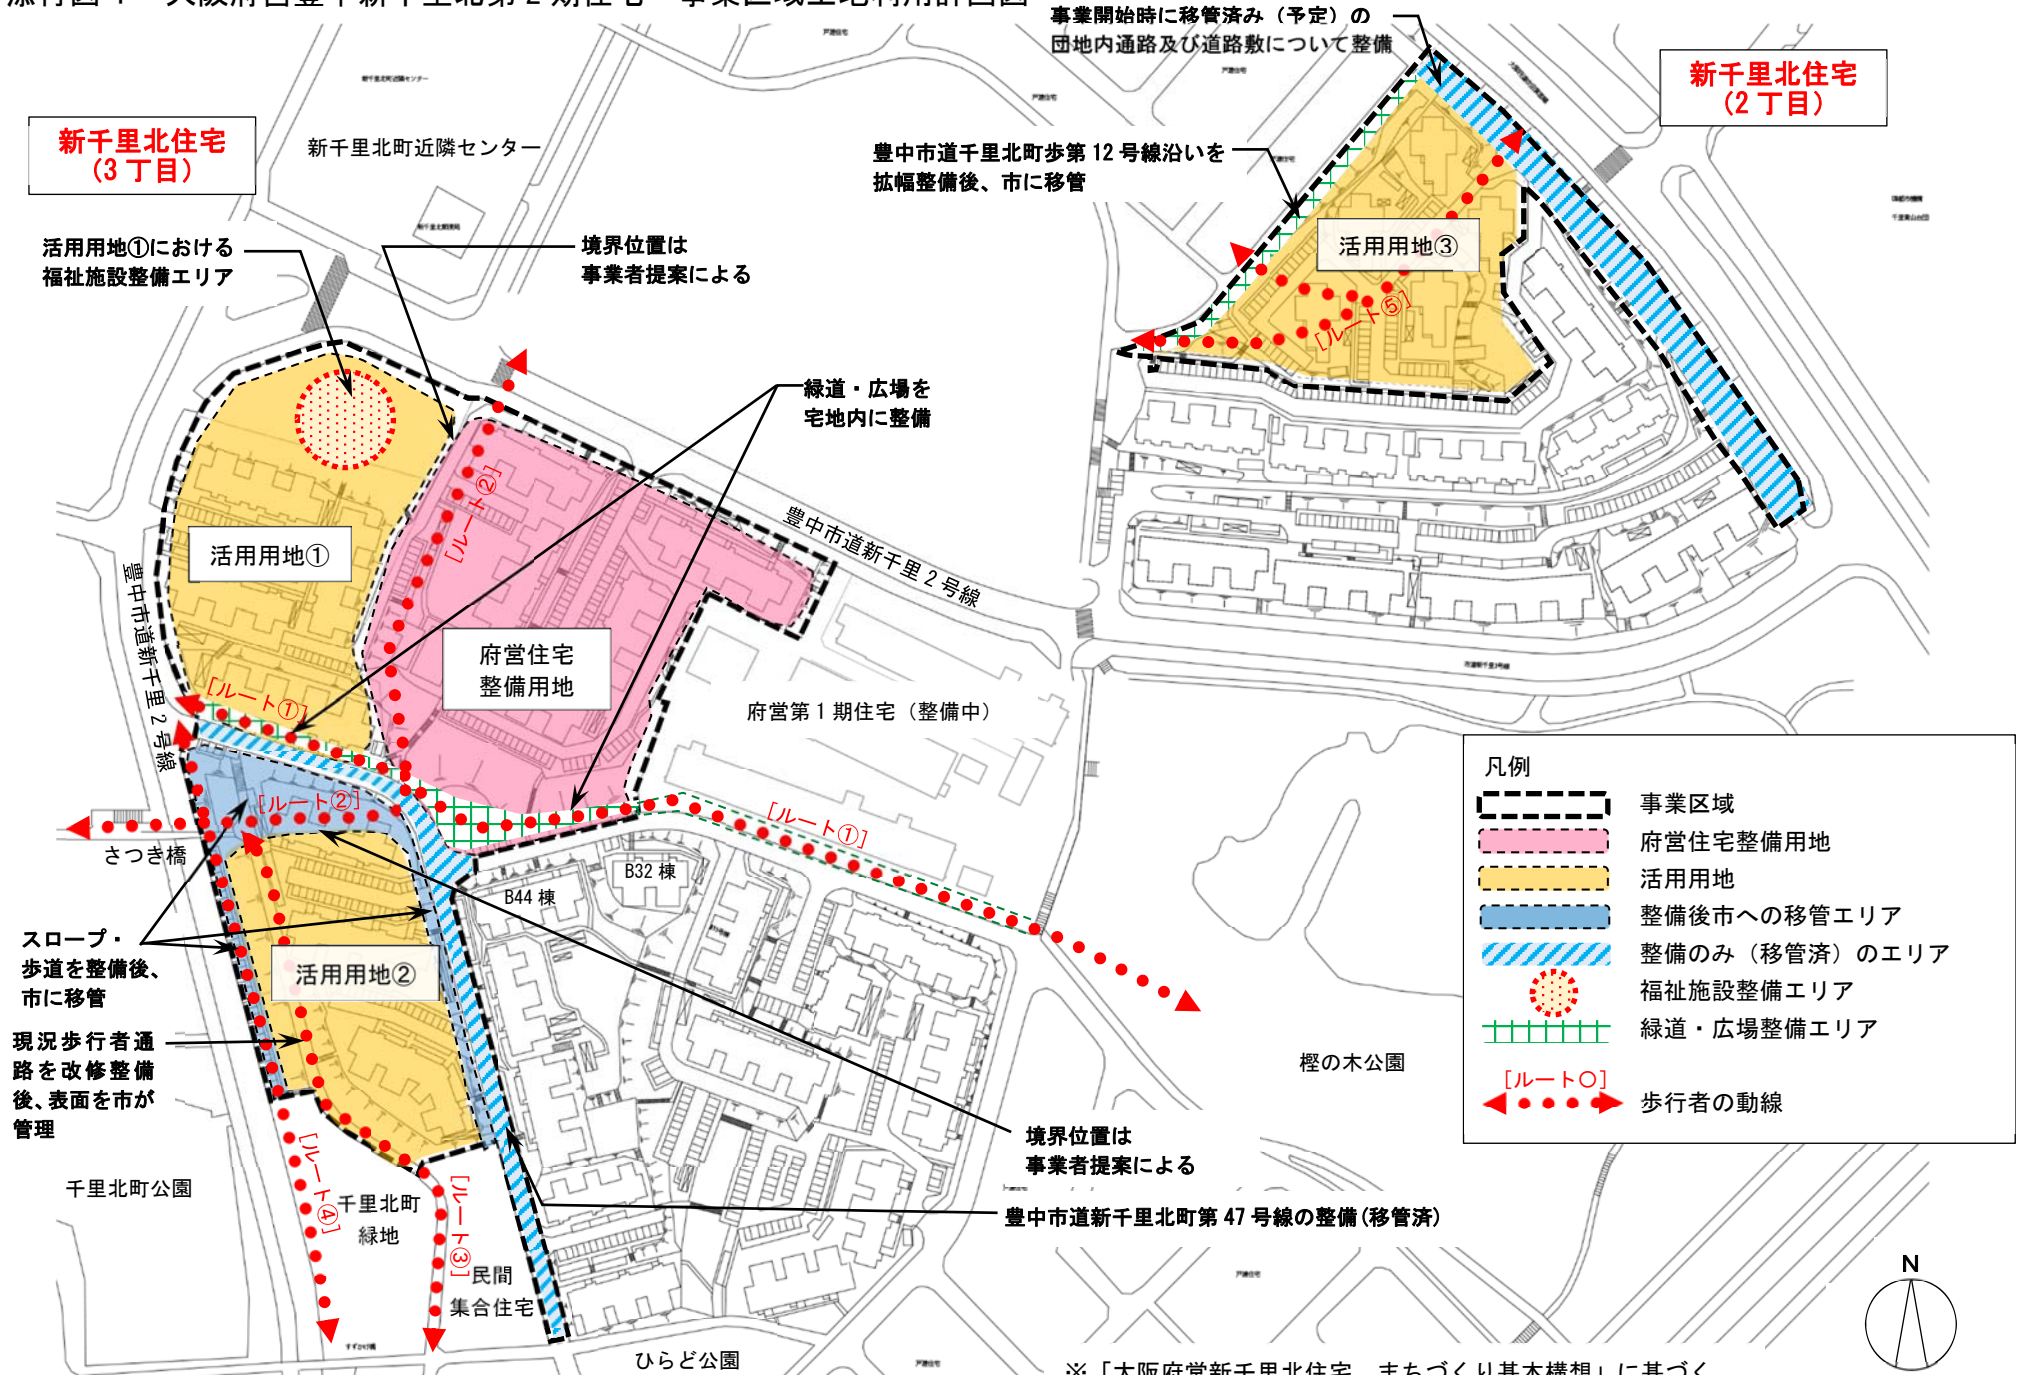 事業開始時に移管済み（予定）の
団地内通路及び道路敷について整備
新千里北住宅
（2丁目）
新千里北住宅
（3丁目）
新千里北町近隣センター
新千里北町近隣センター
豊中市道千里北町歩第12号線沿いを
拡幅整備後、市に移管
活用用地①における
福祉施設整備エリア
境界位置は
事業者提案による
活用用地③
[ルート⑤]
緑道・広場を
宅地内に整備
[ルート②]
豊中市道新千里2号線
活用用地①
豊中市道新千里2号線
府営住宅
整備用地
府営第1期住宅（整備中）
[ルート①]
[ルート②]
[ルート①]
さつき橋
B32棟
B44棟
スロープ・
歩道を整備後、
市に移管
活用用地②
現況歩行者通
路を改修整備
後、表面を市が
管理
凡例
事業区域
府営住宅整備用地
活用用地
整備後市への移管エリア
整備のみ（移管済）のエリア
福祉施設整備エリア
緑道・広場整備エリア
[ルート〇]
歩行者の動線
樫の木公園
境界位置は
事業者提案による
豊中市道新千里北町第47号線の整備(移管済)
千里北町公園
[ルート④]
千里北町
緑地
[ルート③]
民間
集合住宅
ひらど公園
N